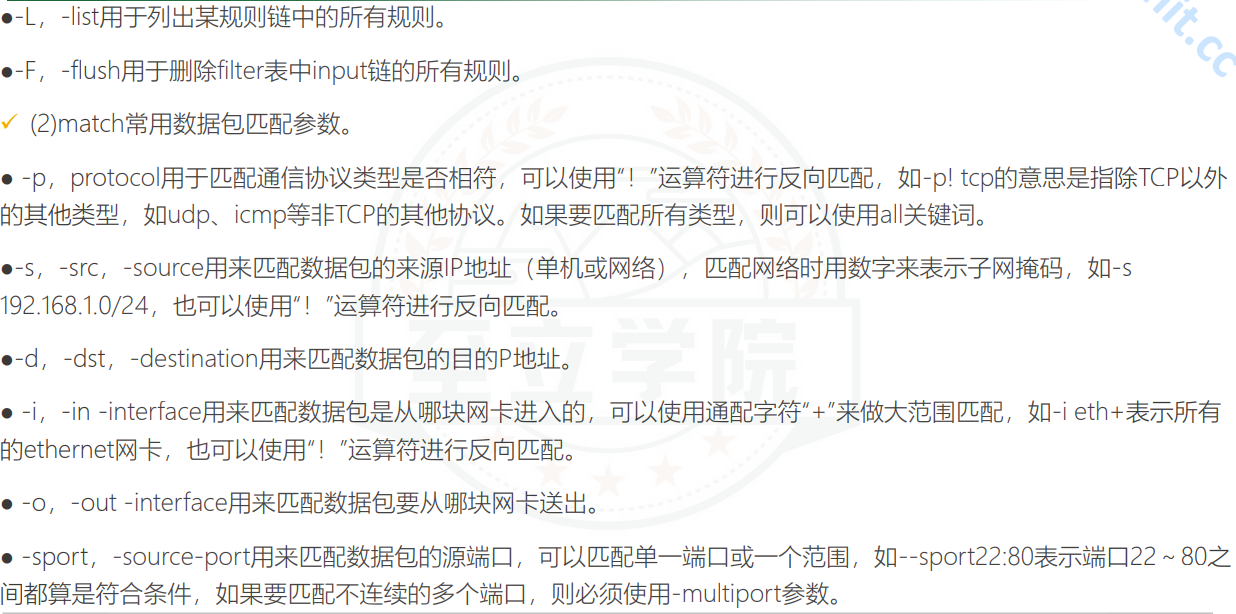 ●-L，-list用于列出某规则链中的所有规则。
●-F，-flush用于删除filter表中input链的所有规则。
✓ (2)match常用数据包匹配参数。
● -p，protocol用于匹配通信协议类型是否相符，可以使用“！”运算符进行反向匹配，如-p! tcp的意思是指除TCP以外
的其他类型，如udp、icmp等非TCP的其他协议。如果要匹配所有类型，则可以使用all关键词。
●-s，-src，-source用来匹配数据包的来源IP地址（单机或网络），匹配网络时用数字来表示子网掩码，如-s
192.168.1.0/24，也可以使用“！”运算符进行反向匹配。
●-d，-dst，-destination用来匹配数据包的目的P地址。
● -i，-in -interface用来匹配数据包是从哪块网卡进入的，可以使用通配字符“+”来做大范围匹配，如-i eth+表示所有
的ethernet网卡，也可以使用“！”运算符进行反向匹配。
● -o，-out -interface用来匹配数据包要从哪块网卡送出。
● -sport，-source-port用来匹配数据包的源端口，可以匹配单一端口或一个范围，如--sport22:80表示端口22～80之
间都算是符合条件，如果要匹配不连续的多个端口，则必须使用-multiport参数。